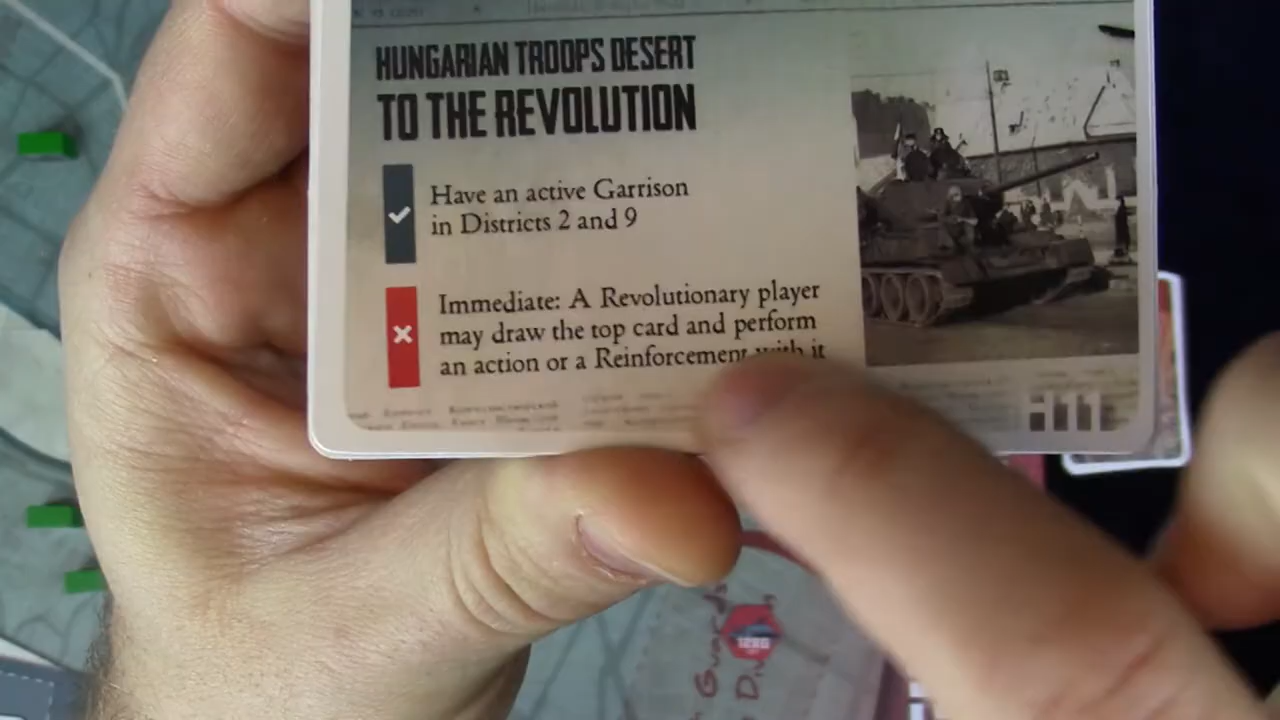 HUNGARIAN TROOPS DESERT
TO THE REVOLUTION
Have an active Garrison
in Districts 2 and 9
Immediate: A Revolutionary player
may draw the top card and perform
an action or a Reinforcement with it
Guards